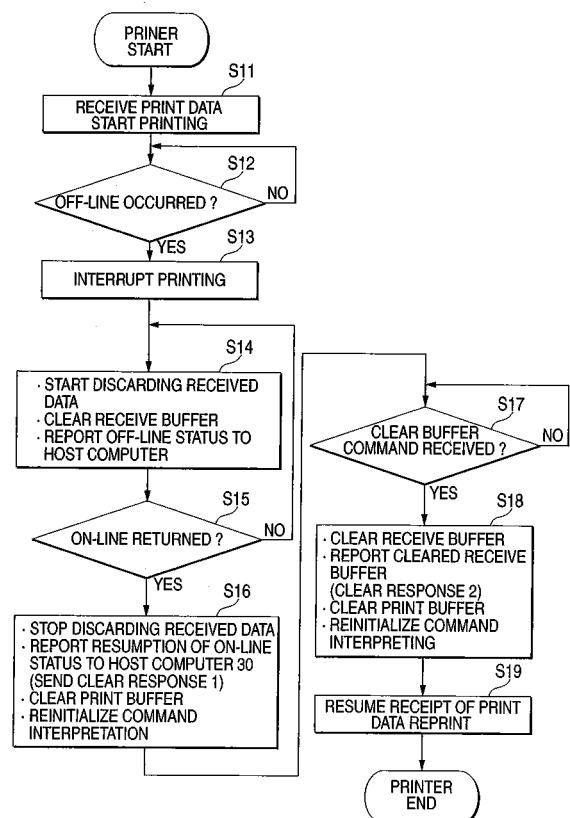 PRINER
START
S11
RECEIVE PRINT DATA
START PRINTING
S12
OFF-LINE OCCURRED ?
NO
YES
S13
INTERRUPT PRINTING
S14
· START DISCARDING RECEIVED
DATA
· CLEAR RECEIVE BUFFER
· REPORT OFF-LINE STATUS TO
HOST COMPUTER
S15
ON-LINE RETURNED ?
NO
YES
S16
· STOP DISCARDING RECEIVED DATA
· REPORT RESUMPTION OF ON-LINE
STATUS TO HOST COMPUTER 30
(SEND CLEAR RESPONSE 1)
· CLEAR PRINT BUFFER
· REINITIALIZE COMMAND
INTERPRETATION
S17
CLEAR BUFFER
COMMAND RECEIVED ?
NO
YES
S18
· CLEAR RECEIVE BUFFER
· REPORT CLEARED RECEIVE
BUFFER
(CLEAR RESPONSE 2)
· CLEAR PRINT BUFFER
· REINITIALIZE COMMAND
INTERPRETING
S19
RESUME RECEIPT OF PRINT
DATA REPRINT
PRINTER
END